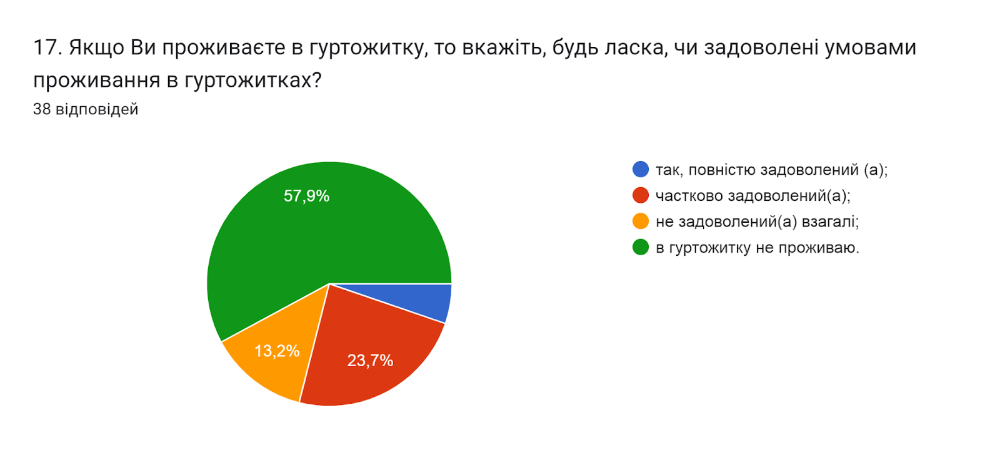 17. Якщо Ви проживаєте в гуртожитку, то вкажіть, будь ласка, чи задоволені умовами
проживання в гуртожитках?
38 відповідей
57,9%
13,2%
23,7%
так, повністю задоволений (а);
частково задоволений(а);
не задоволений(а) взагалі;
в гуртожитку не проживаю.